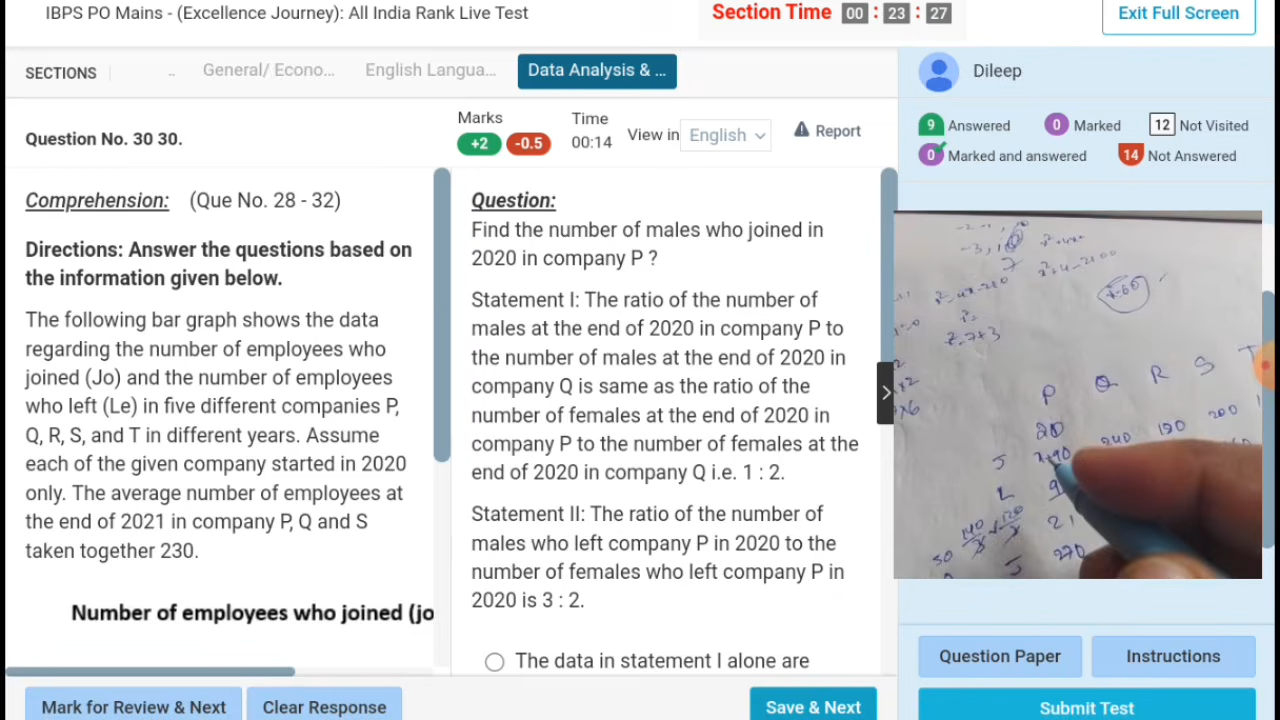 IBPS PO Mains - (Excellence Journey): All India Rank Live Test
Section Time 00 : 23 : 27
Exit Full Screen
SECTIONS
..
General/ Econo...
English Langua...
Data Analysis & ...
Dileep
Question No. 30 30.
Marks
+2 -0.5
Time
00:14
View in English
Report
9 Answered
0 Marked
12 Not Visited
0 Marked and answered
14 Not Answered
Comprehension: (Que No. 28 - 32)
Directions: Answer the questions based on
the information given below.
The following bar graph shows the data
regarding the number of employees who
joined (Jo) and the number of employees
who left (Le) in five different companies P,
Q, R, S, and T in different years. Assume
each of the given company started in 2020
only. The average number of employees at
the end of 2021 in company P, Q and S
taken together 230.
Number of employees who joined (jo
Question:
Find the number of males who joined in
2020 in company P ?
Statement I: The ratio of the number of
males at the end of 2020 in company P to
the number of males at the end of 2020 in
company Q is same as the ratio of the
number of females at the end of 2020 in
company P to the number of females at the
end of 2020 in company Q i.e. 1 : 2.
Statement II: The ratio of the number of
males who left company P in 2020 to the
number of females who left company P in
2020 is 3 : 2.
The data in statement I alone are
P Q R S T
240
200
J
L
J 270
Question Paper
Instructions
Mark for Review & Next
Clear Response
Save & Next
Submit Test